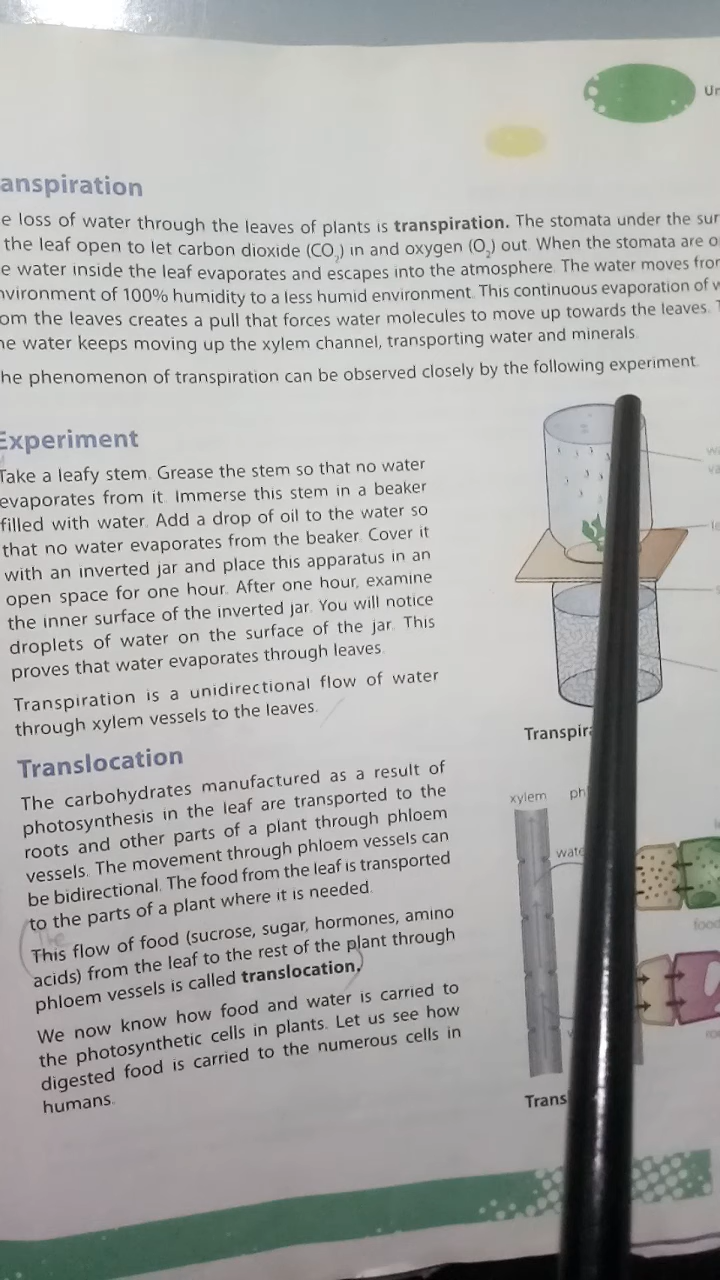 Ur
anspiration
e loss of water through the leaves of plants is transpiration. The stomata under the sur
the leaf open to let carbon dioxide (CO₂) in and oxygen (O₂) out. When the stomata are o
e water inside the leaf evaporates and escapes into the atmosphere. The water moves fror
nvironment of 100% humidity to a less humid environment. This continuous evaporation of w
om the leaves creates a pull that forces water molecules to move up towards the leaves. T
ne water keeps moving up the xylem channel, transporting water and minerals.
he phenomenon of transpiration can be observed closely by the following experiment.
Experiment
Take a leafy stem. Grease the stem so that no water
evaporates from it. Immerse this stem in a beaker
filled with water. Add a drop of oil to the water so
that no water evaporates from the beaker. Cover it
with an inverted jar and place this apparatus in an
open space for one hour. After one hour, examine
the inner surface of the inverted jar. You will notice
droplets of water on the surface of the jar. This
proves that water evaporates through leaves.
Transpiration is a unidirectional flow of water
through xylem vessels to the leaves.
wa
va
le
s
Transpira
Translocation
The carbohydrates manufactured as a result of
photosynthesis in the leaf are transported to the
roots and other parts of a plant through phloem
vessels. The movement through phloem vessels can
be bidirectional. The food from the leaf is transported
to the parts of a plant where it is needed.
This flow of food (sucrose, sugar, hormones, amino
acids) from the leaf to the rest of the plant through
phloem vessels is called translocation.
We now know how food and water is carried to
the photosynthetic cells in plants. Let us see how
digested food is carried to the numerous cells in
humans.
xylem
ph
wate
food
Trans